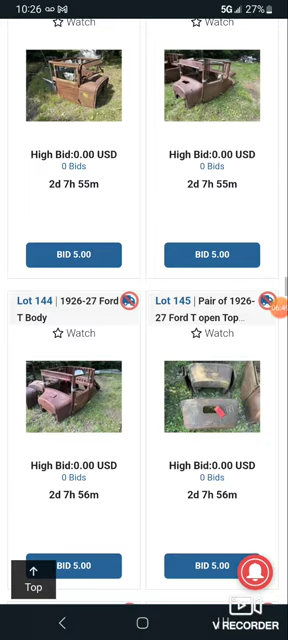 10:26
5G 27%
Watch
Watch
High Bid:0.00 USD
0 Bids
2d 7h 55m
High Bid:0.00 USD
0 Bids
2d 7h 55m
BID 5.00
BID 5.00
Lot 144 | 1926-27 Ford
T Body
Watch
Lot 145 | Pair of 1926-
27 Ford T open Top...
Watch
High Bid:0.00 USD
0 Bids
2d 7h 56m
High Bid:0.00 USD
0 Bids
2d 7h 56m
BID 5.00
BID 5.00
Top
V RECORDER